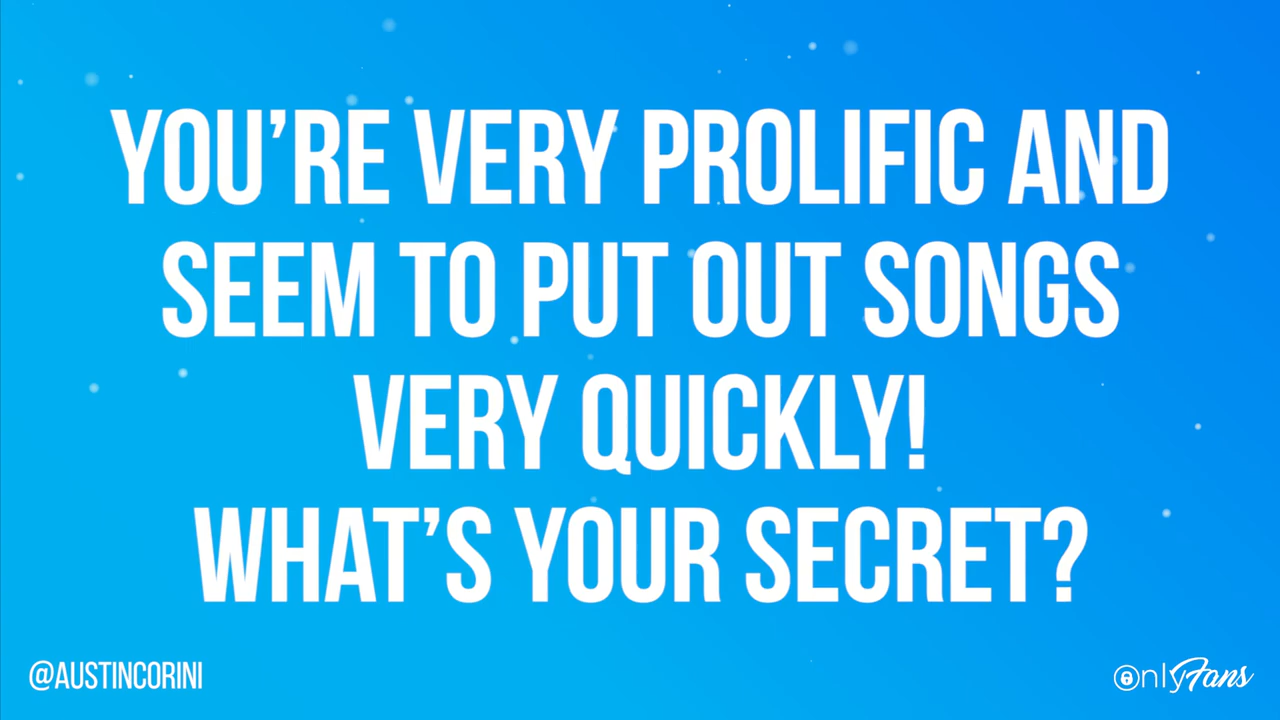 YOU’RE VERY PROLIFIC AND
SEEM TO PUT OUT SONGS
VERY QUICKLY!
WHAT’S YOUR SECRET?
@AUSTINCORINI
OnlyFans